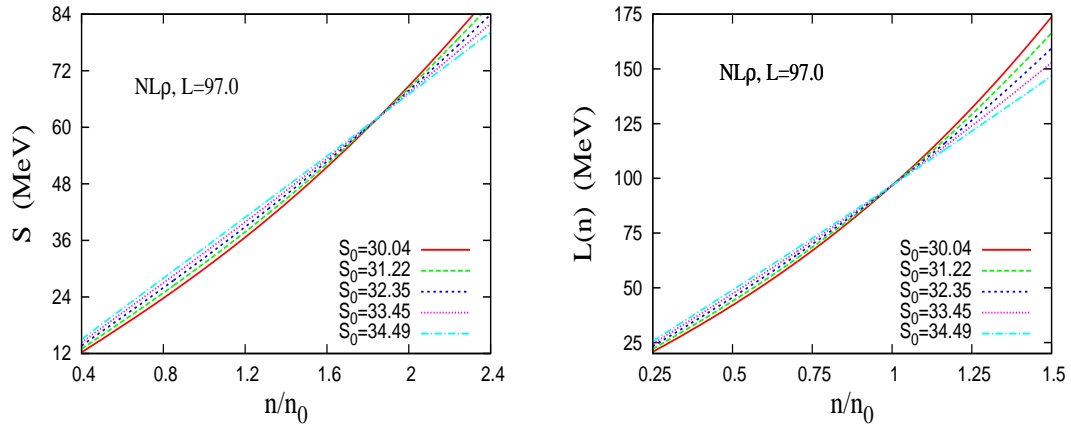 84
72
60
48
36
24
12
S (MeV)
NLρ, L=97.0
S₀=30.04
S₀=31.22
S₀=32.35
S₀=33.45
S₀=34.49
0.4
0.8
1.2
1.6
2
2.4
n/n₀
175
150
125
100
75
50
25
L(n) (MeV)
NLρ, L=97.0
S₀=30.04
S₀=31.22
S₀=32.35
S₀=33.45
S₀=34.49
0.25
0.5
0.75
1
1.25
1.5
n/n₀